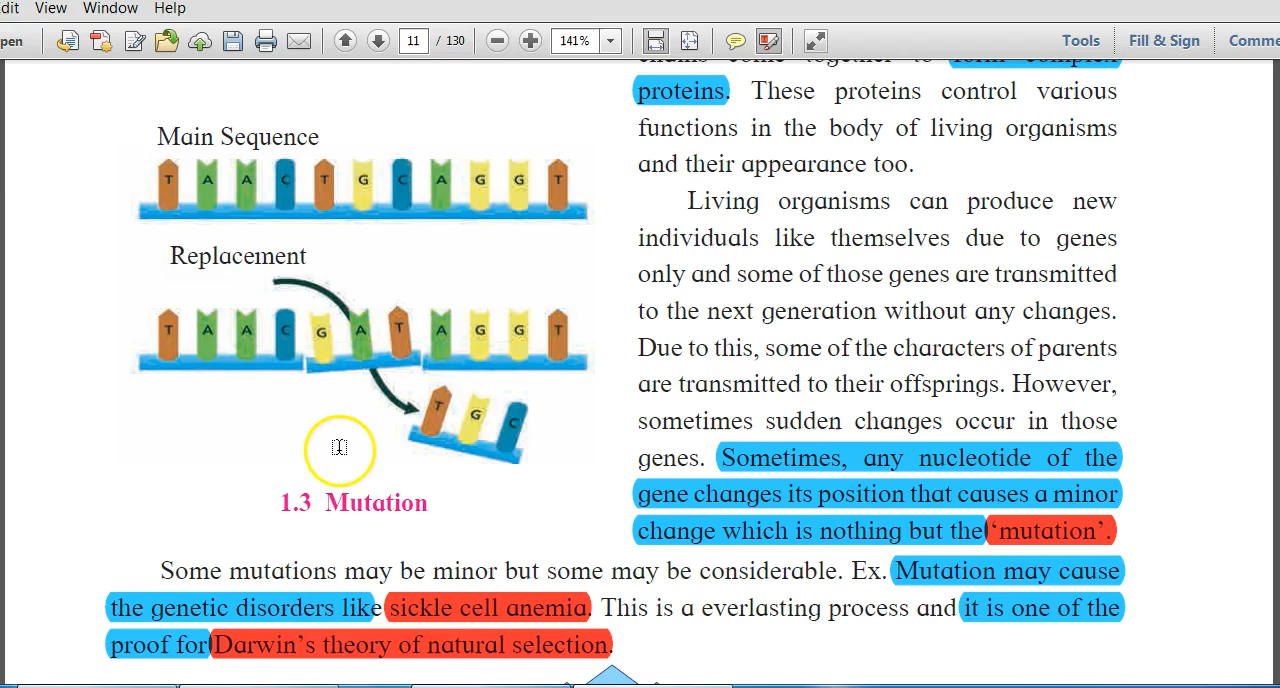 dit View Window Help
pen 11 / 130 141% Tools Fill & Sign Comme
chains come together to form complex
proteins. These proteins control various
functions in the body of living organisms
and their appearance too.
Living organisms can produce new
individuals like themselves due to genes
only and some of those genes are transmitted
to the next generation without any changes.
Due to this, some of the characters of parents
are transmitted to their offsprings. However,
sometimes sudden changes occur in those
genes. Sometimes, any nucleotide of the
gene changes its position that causes a minor
change which is nothing but the ‘mutation’.
Main Sequence
T A A C T G C A G G T
Replacement
T A A C G A T A G G T
T G C
1.3 Mutation
Some mutations may be minor but some may be considerable. Ex. Mutation may cause
the genetic disorders like sickle cell anemia. This is a everlasting process and it is one of the
proof for Darwin’s theory of natural selection.